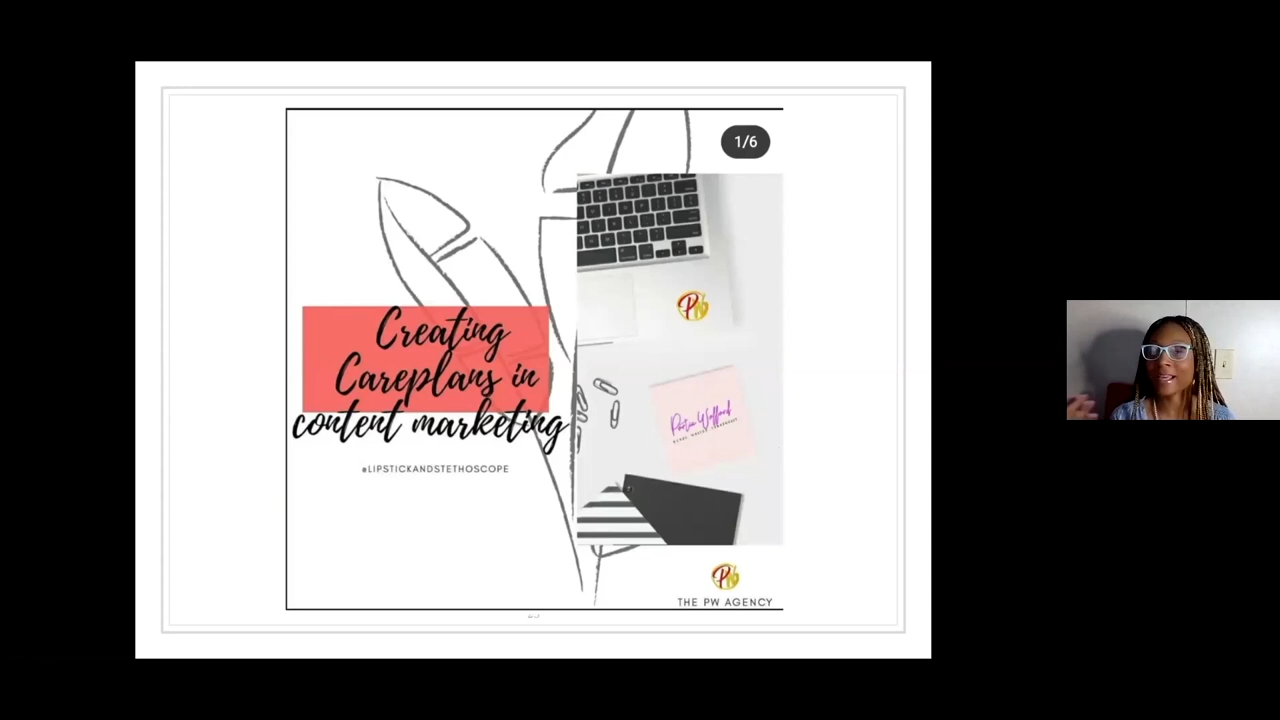 1/6
Creating
Careplans in
content marketing
@LIPSTICKANDSTETHOSCOPE
THE PW AGENCY